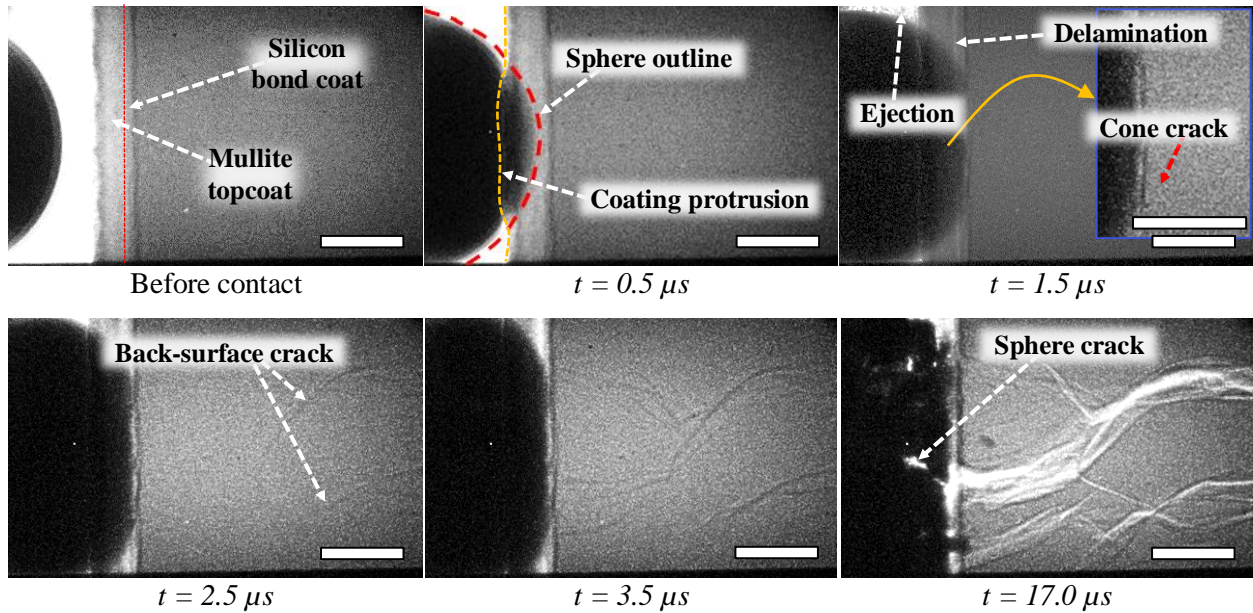 Silicon
bond coat
Mullite
topcoat
Before contact
Sphere outline
Coating protrusion
t = 0.5 µs
Delamination
Ejection
Cone crack
t = 1.5 µs
Back-surface crack
t = 2.5 µs
t = 3.5 µs
Sphere crack
t = 17.0 µs